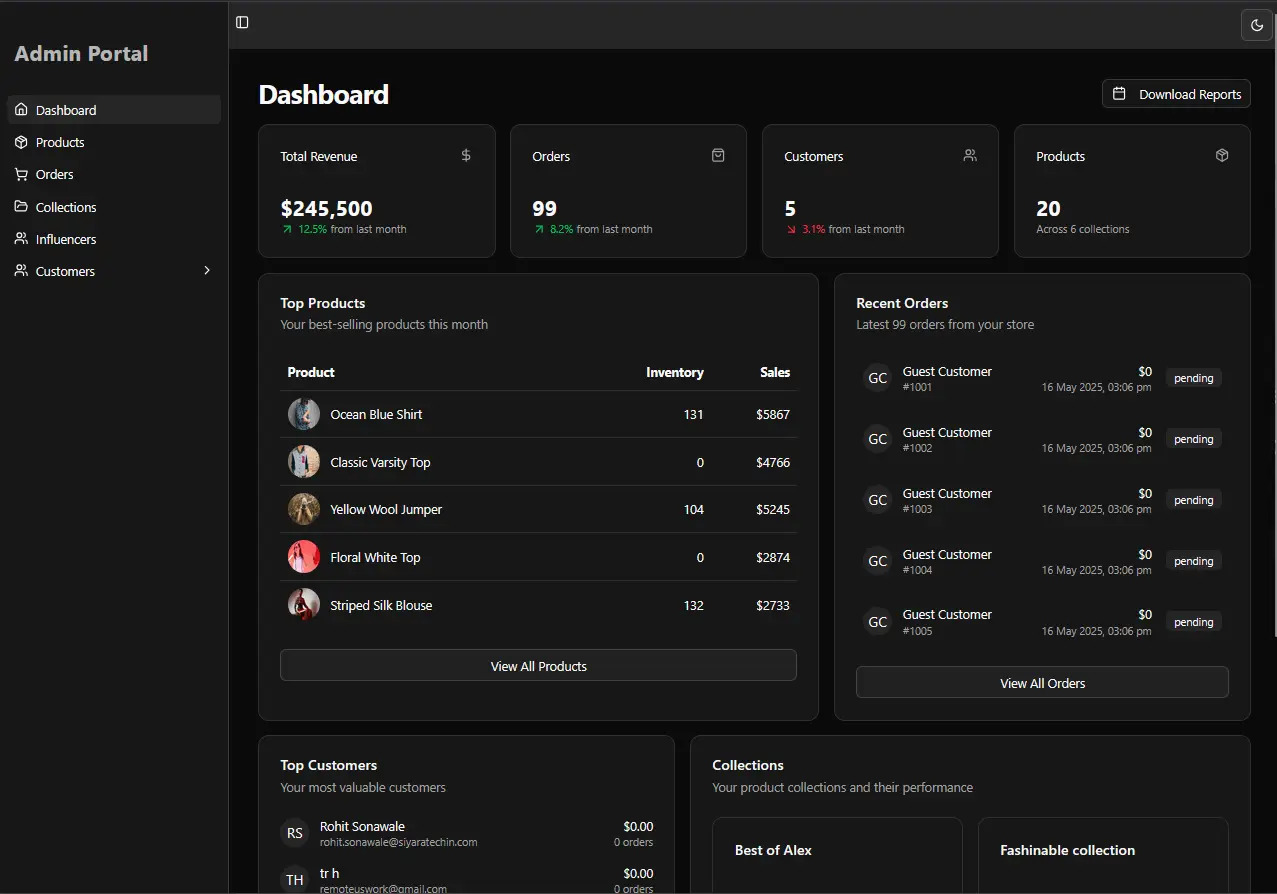 Admin Portal
Dashboard
Products
Orders
Collections
Influencers
Customers
Dashboard
Download Reports
Total Revenue
$245,500
12.5% from last month
Orders
99
8.2% from last month
Customers
5
3.1% from last month
Products
20
Across 6 collections
Top Products
Your best-selling products this month
Product Inventory Sales
Ocean Blue Shirt 131 $5867
Classic Varsity Top 0 $4766
Yellow Wool Jumper 104 $5245
Floral White Top 0 $2874
Striped Silk Blouse 132 $2733
View All Products
Recent Orders
Latest 99 orders from your store
GC Guest Customer $0 pending
#1001 16 May 2025, 03:06 pm
GC Guest Customer $0 pending
#1002 16 May 2025, 03:06 pm
GC Guest Customer $0 pending
#1003 16 May 2025, 03:06 pm
GC Guest Customer $0 pending
#1004 16 May 2025, 03:06 pm
GC Guest Customer $0 pending
#1005 16 May 2025, 03:06 pm
View All Orders
Top Customers
Your most valuable customers
RS Rohit Sonawale $0.00
rohit.sonawale@siyaratechin.com 0 orders
TH tr h $0.00
remoteuswork@gmail.com 0 orders
Collections
Your product collections and their performance
Best of Alex
Fashinable collection